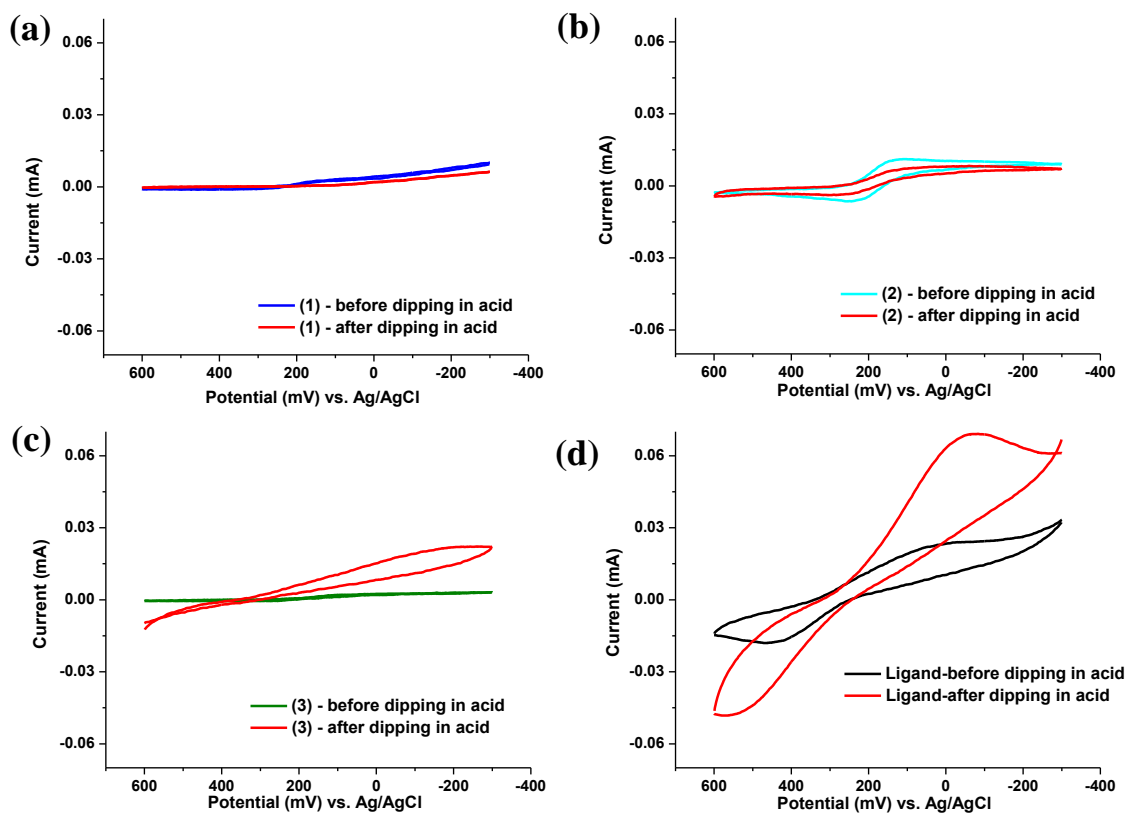 (a)
0.06
0.03
0.00
-0.03
-0.06
Current (mA)
(1) - before dipping in acid
(1) - after dipping in acid
600 400 200 0 -200 -400
Potential (mV) vs. Ag/AgCl
(b)
0.06
0.03
0.00
-0.03
-0.06
Current (mA)
(2) - before dipping in acid
(2) - after dipping in acid
600 400 200 0 -200 -400
Potential (mV) vs. Ag/AgCl
(c)
0.06
0.03
0.00
-0.03
-0.06
Current (mA)
(3) - before dipping in acid
(3) - after dipping in acid
600 400 200 0 -200 -400
Potential (mV) vs. Ag/AgCl
(d)
0.06
0.03
0.00
-0.03
-0.06
Current (mA)
Ligand-before dipping in acid
Ligand-after dipping in acid
600 400 200 0 -200 -400
Potential (mV) vs. Ag/AgCl